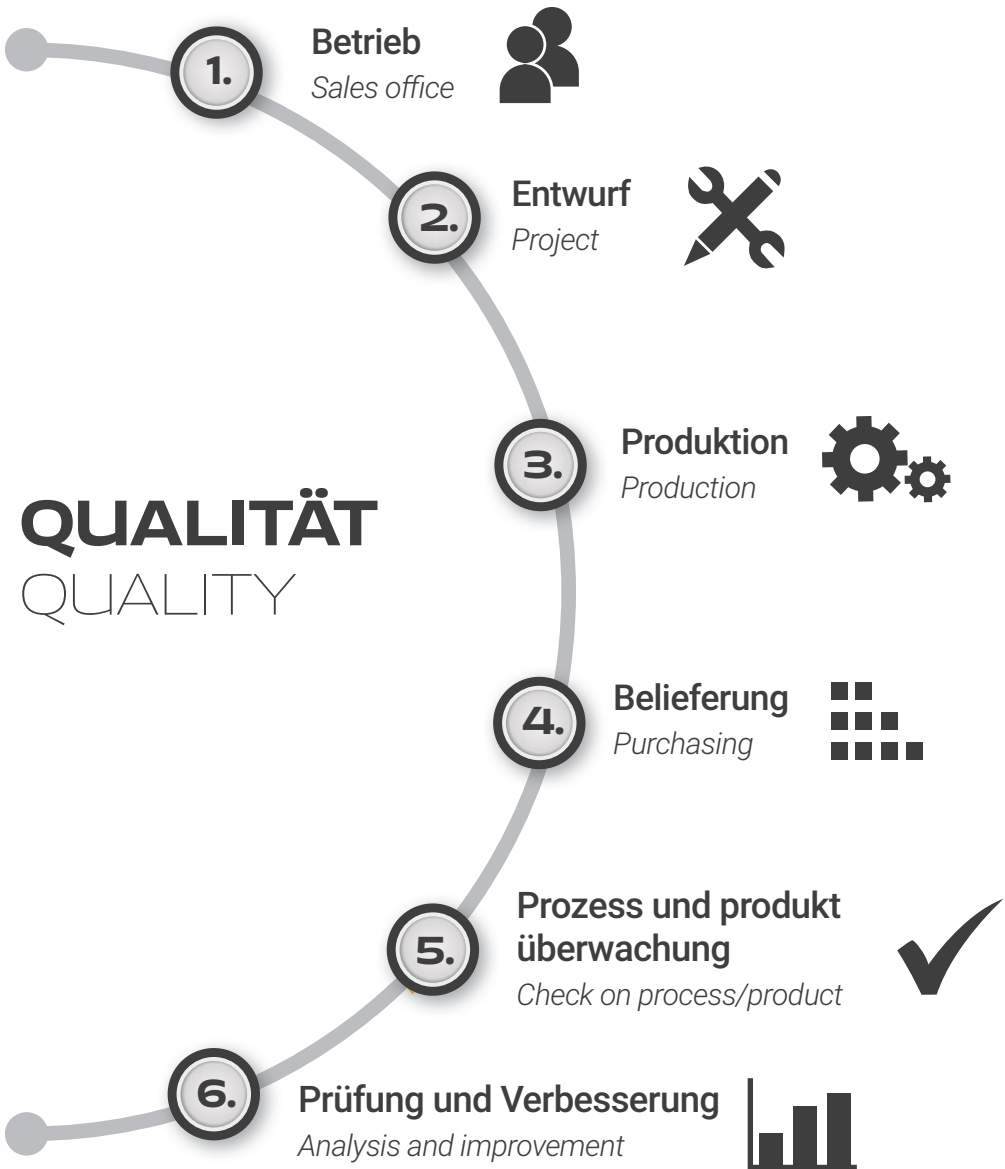 1.
Betrieb
Sales office
2.
Entwurf
Project
3.
Produktion
Production
QUALITÄT
QUALITY
4.
Belieferung
Purchasing
5.
Prozess und produkt
überwachung
Check on process/product
6.
Prüfung und Verbesserung
Analysis and improvement